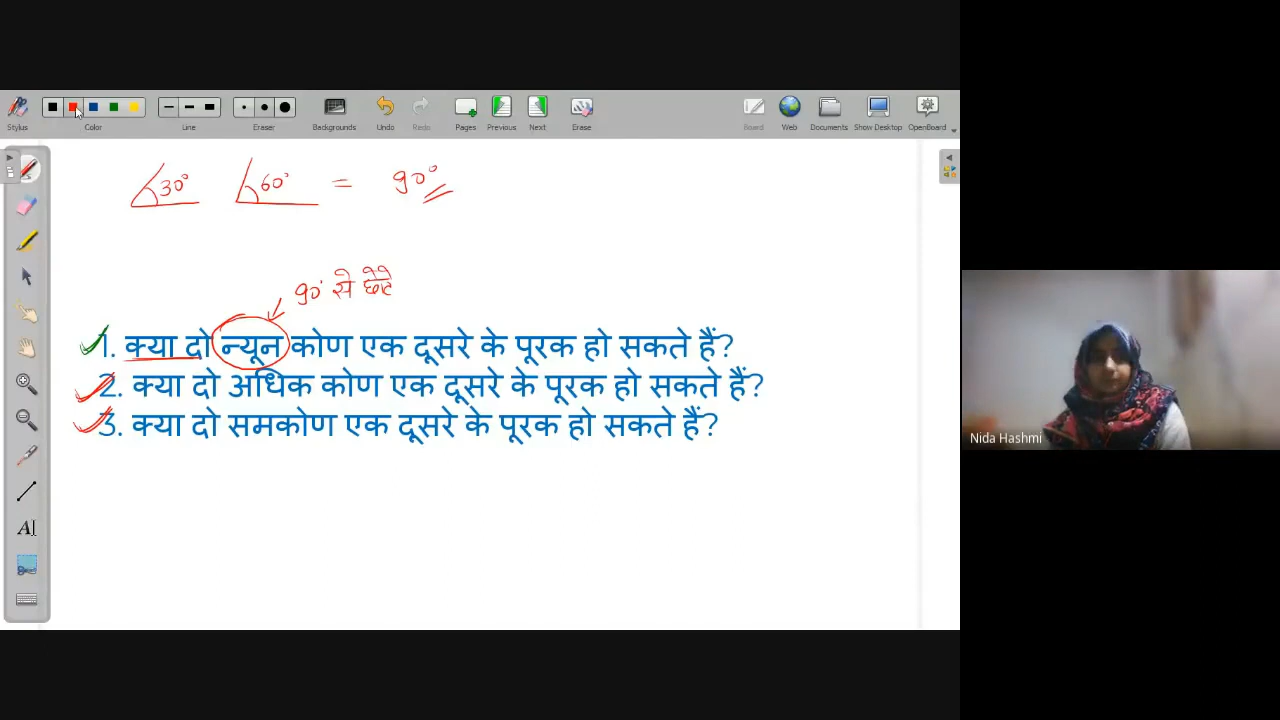 Stylus Color Line Eraser Backgrounds Undo Redo Pages Previous Next Erase Board Web Documents Show Desktop OpenBoard
30° 60° = 90°
90° से छोटे
1. क्या दो न्यून कोण एक दूसरे के पूरक हो सकते हैं?
2. क्या दो अधिक कोण एक दूसरे के पूरक हो सकते हैं?
3. क्या दो समकोण एक दूसरे के पूरक हो सकते हैं?
Nida Hashmi